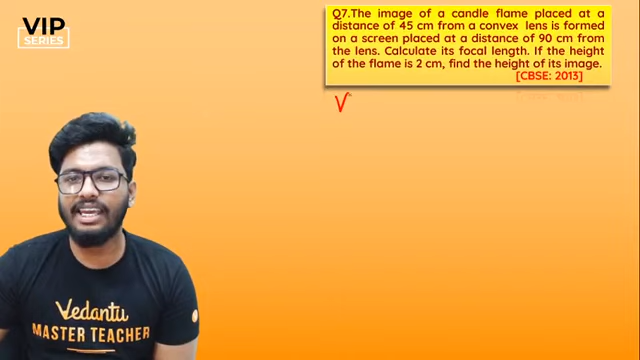 VIP
SERIES
Q7.The image of a candle flame placed at a
distance of 45 cm from a convex lens is formed
on a screen placed at a distance of 90 cm from
the lens. Calculate its focal length. If the height
of the flame is 2 cm, find the height of its image.
[CBSE: 2013]
V
Vedantu
MASTER TEACHER